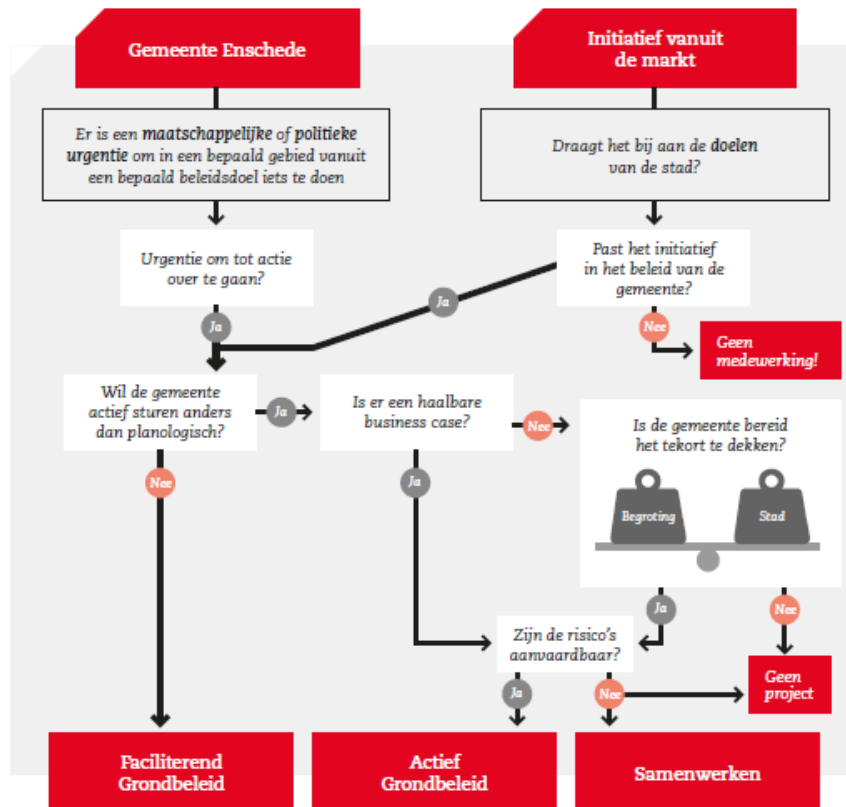 Gemeente Enschede
Initiatief vanuit
de markt
Er is een maatschappelijke of politieke
urgentie om in een bepaald gebied vanuit
een bepaald beleidsdoel iets te doen
Draagt het bij aan de doelen
van de stad?
Urgentie om tot actie
over te gaan?
Past het initiatief
in het beleid van de
gemeente?
Ja
Ja
Nee
Geen
medewerking!
Wil de gemeente
actief sturen anders
dan planologisch?
Ja
Is er een haalbare
business case?
Nee
Is de gemeente bereid
het tekort te dekken?
Nee
Ja
Begroting
Stad
Ja
Nee
Zijn de risico's
aanvaardbaar?
Geen
project
Ja
Nee
Faciliterend
Grondbeleid
Actief
Grondbeleid
Samenwerken